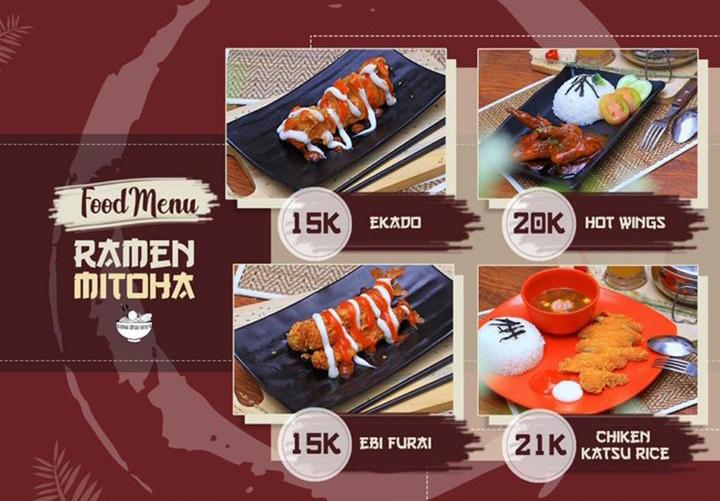 Food Menu
RAMEN
MITOHA
15K EKADO
20K HOT WINGS
15K EBI FURAI
21K CHIKEN
KATSU RICE